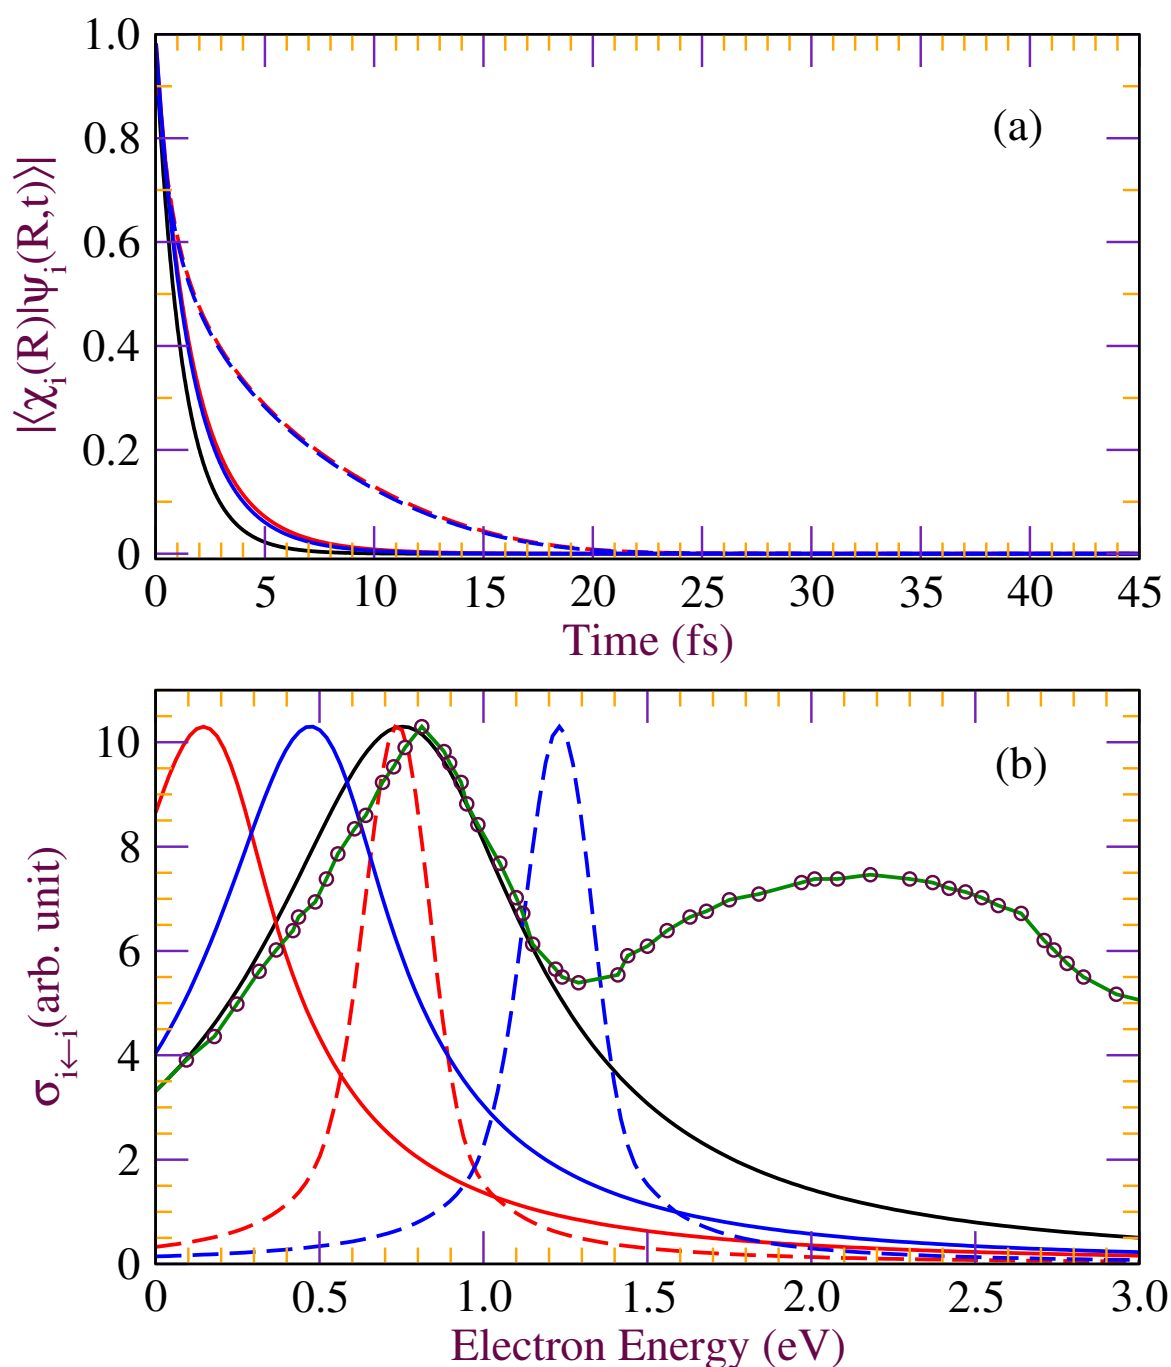 1.0
(a)
0.8
0.6
0.4
0.2
0
|⟨χi(R)|ψi(R,t)⟩|
0 5 10 15 20 25 30 35 40 45
Time (fs)
(b)
10
8
6
4
2
0
σi←i(arb. unit)
0 0.5 1.0 1.5 2.0 2.5 3.0
Electron Energy (eV)